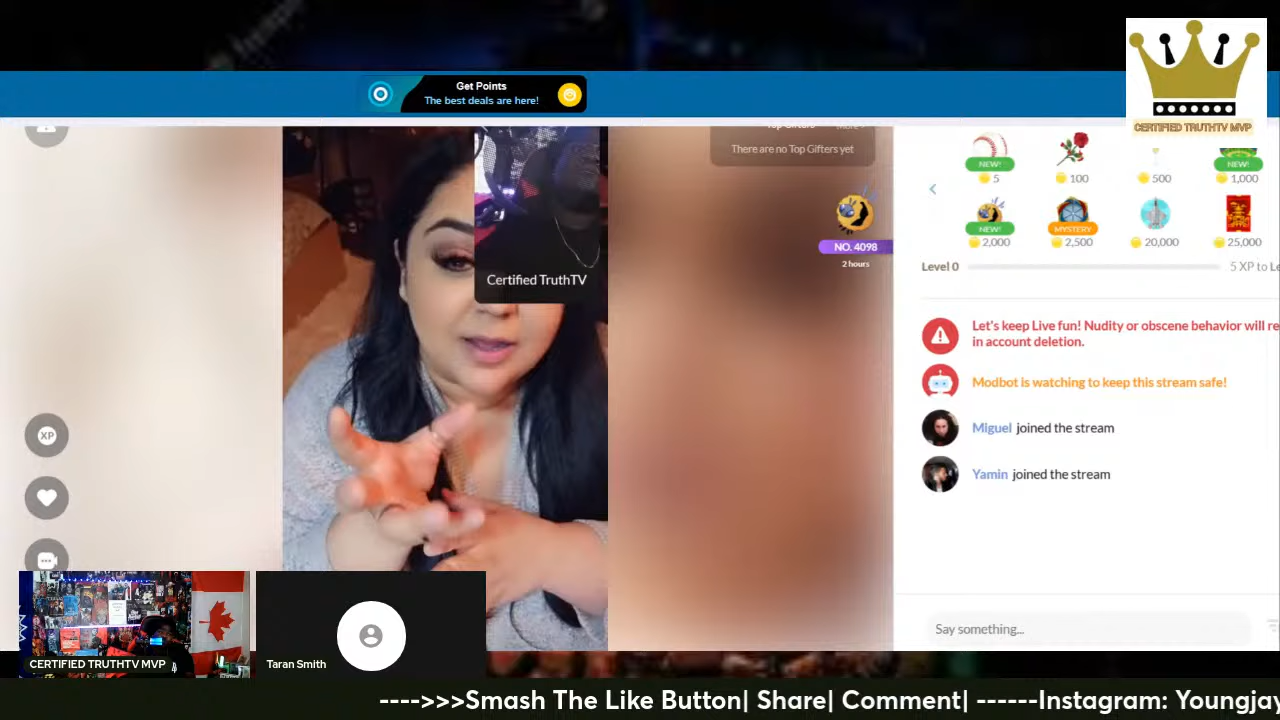 Get Points
The best deals are here!
CERTIFIED TRUTHTV MVP
There are no Top Gifters yet
NEW!
5
100
500
NEW!
1,000
NEW!
2,000
MYSTERY
2,500
20,000
25,000
NO. 4098
2 hours
Certified TruthTV
Level 0
5 XP to Le
Let's keep Live fun! Nudity or obscene behavior will re
in account deletion.
Modbot is watching to keep this stream safe!
Miguel joined the stream
Yamin joined the stream
XP
Say something...
CERTIFIED TRUTHTV MVP
Taran Smith
---->>>Smash The Like Button| Share| Comment| ------Instagram: Youngjay